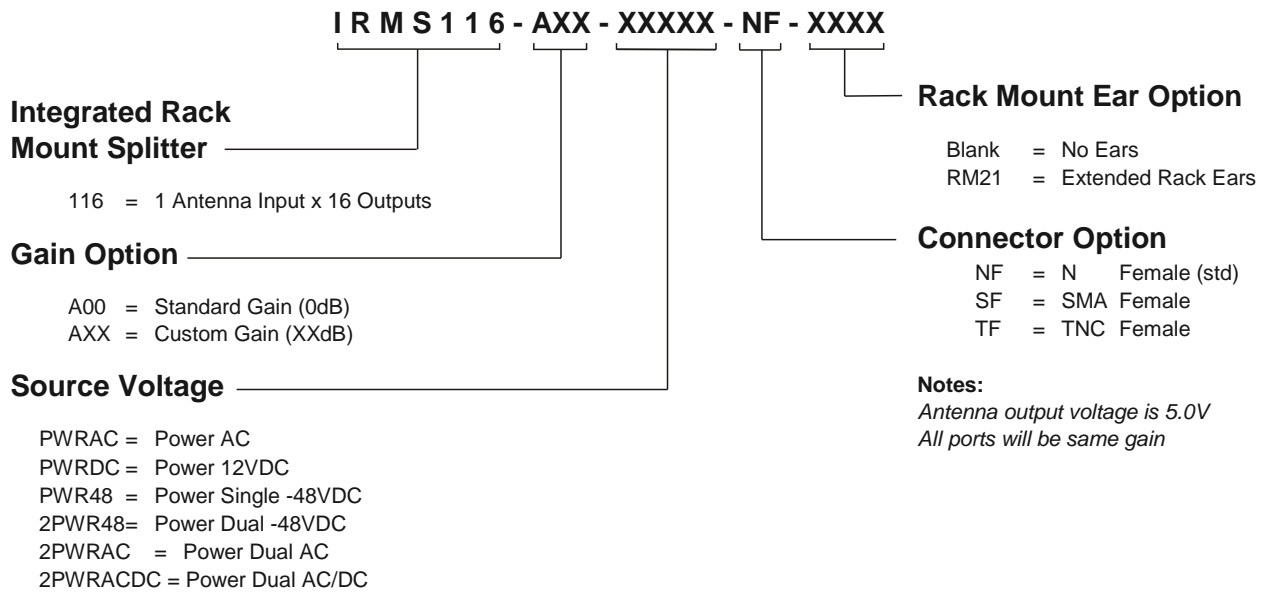 IRMS116 - AXX - XXXXX - NF - XXXX
Integrated Rack
Mount Splitter
116 = 1 Antenna Input x 16 Outputs
Gain Option
A00 = Standard Gain (0dB)
AXX = Custom Gain (XXdB)
Source Voltage
PWRAC = Power AC
PWRDC = Power 12VDC
PWR48 = Power Single -48VDC
2PWR48= Power Dual -48VDC
2PWRAC = Power Dual AC
2PWRACDC = Power Dual AC/DC
Rack Mount Ear Option
Blank = No Ears
RM21 = Extended Rack Ears
Connector Option
NF = N Female (std)
SF = SMA Female
TF = TNC Female
Notes:
Antenna output voltage is 5.0V
All ports will be same gain